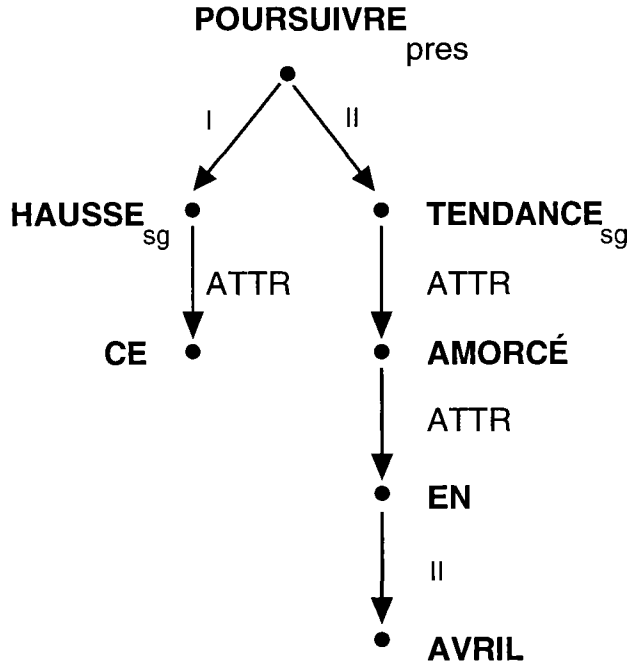 POURSUIVRE pres
I II
HAUSSE sg TENDANCE sg
ATTR ATTR
CE AMORCÉ
ATTR
EN
II
AVRIL